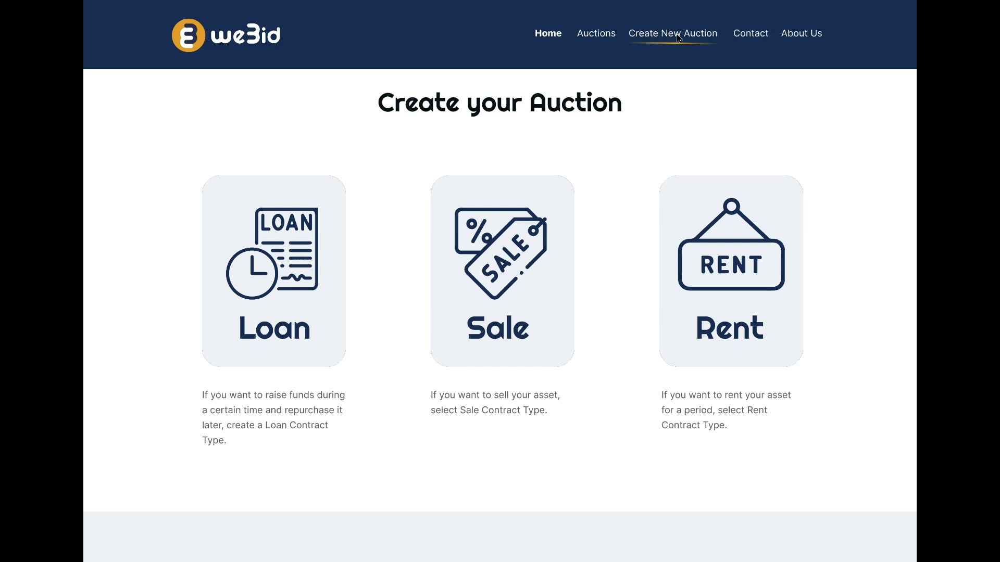 we3id
Home Auctions Create New Auction Contact About Us
Create your Auction
LOAN
Loan
% SALE
Sale
RENT
Rent
If you want to raise funds during
a certain time and repurchase it
later, create a Loan Contract
Type.
If you want to sell your asset,
select Sale Contract Type.
If you want to rent your asset
for a period, select Rent
Contract Type.